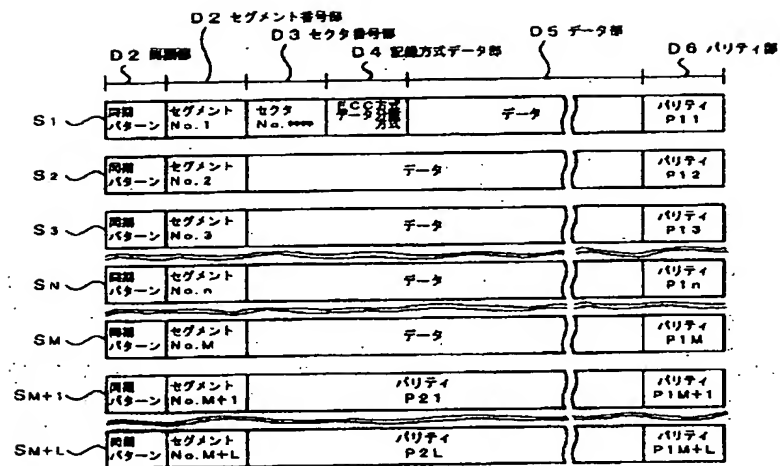 D2 セグメント番号部
D3 セクタ番号部
D5 データ部
D2 同期部
D4 記録方式データ部
D6 パリティ部
S1
同期
パターン
セグメント
No.1
セクタ
No.****
ECC方式
データ
方式
データ
パリティ
P11
S2
同期
パターン
セグメント
No.2
データ
パリティ
P12
S3
同期
パターン
セグメント
No.3
データ
パリティ
P13
SN
同期
パターン
セグメント
No.n
データ
パリティ
P1n
SM
同期
パターン
セグメント
No.M
データ
パリティ
P1M
SM+1
同期
パターン
セグメント
No.M+1
パリティ
P21
パリティ
P1M+1
SM+L
同期
パターン
セグメント
No.M+L
パリティ
P2L
パリティ
P1M+L